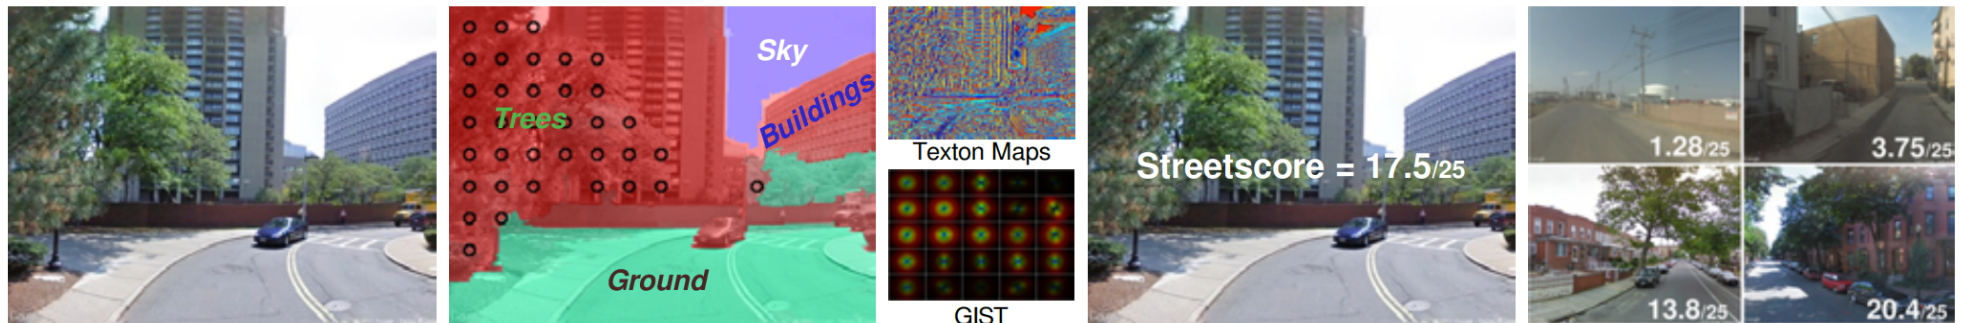 Sky
Buildings
Trees
Ground
Texton Maps
GIST
Streetscore = 17.5/25
1.28/25
3.75/25
13.8/25
20.4/25